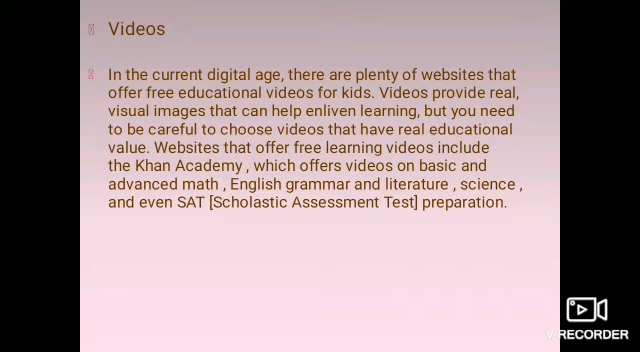 Videos
In the current digital age, there are plenty of websites that
offer free educational videos for kids. Videos provide real,
visual images that can help enliven learning, but you need
to be careful to choose videos that have real educational
value. Websites that offer free learning videos include
the Khan Academy , which offers videos on basic and
advanced math , English grammar and literature , science ,
and even SAT [Scholastic Assessment Test] preparation.
V RECORDER